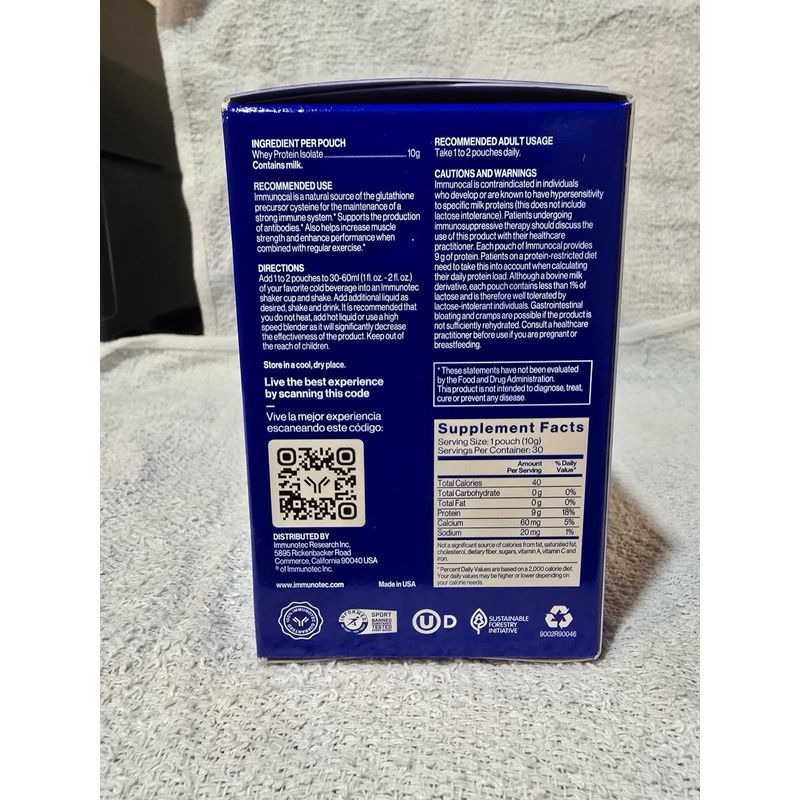 INGREDIENT PER POUCH
Whey Protein Isolate 10g
Contains milk.
RECOMMENDED USE
Immunocal is a natural source of the glutathione
precursor cysteine for the maintenance of a
strong immune system.* Supports the production
of antibodies.* Also helps increase muscle
strength and enhance performance when
combined with regular exercise.*
DIRECTIONS
Add 1 to 2 pouches to 30-60ml (1 fl. oz. - 2 fl. oz.)
of your favorite cold beverage into an Immunotec
shaker cup and shake. Add additional liquid as
desired, shake and drink. It is recommended that
you do not heat, add hot liquid or use a high
speed blender as it will significantly decrease
the effectiveness of the product. Keep out of
the reach of children.
Store in a cool, dry place.
Live the best experience
by scanning this code
Vive la mejor experiencia
escaneando este código:
DISTRIBUTED BY
Immunotec Research Inc.
5895 Rickenbacker Road
Commerce, California 90040 USA
® of Immunotec Inc.
www.immunotec.com Made in USA
RECOMMENDED ADULT USAGE
Take 1 to 2 pouches daily.
CAUTIONS AND WARNINGS
Immunocal is contraindicated in individuals
who develop or are known to have hypersensitivity
to specific milk proteins (this does not include
lactose intolerance). Patients undergoing
immunosuppressive therapy should discuss the
use of this product with their healthcare
practitioner. Each pouch of Immunocal provides
9 g of protein. Patients on a protein-restricted diet
need to take this into account when calculating
their daily protein load. Although a bovine milk
derivative, each pouch contains less than 1% of
lactose and is therefore well tolerated by
lactose-intolerant individuals. Gastrointestinal
bloating and cramps are possible if the product is
not sufficiently rehydrated. Consult a healthcare
practitioner before use if you are pregnant or
breastfeeding.
* These statements have not been evaluated
by the Food and Drug Administration.
This product is not intended to diagnose, treat,
cure or prevent any disease.
Supplement Facts
Serving Size: 1 pouch (10g)
Servings Per Container: 30
Amount Per Serving % Daily Value*
Total Calories 40
Total Carbohydrate 0 g 0%
Total Fat 0 g 0%
Protein 9 g 18%
Calcium 60 mg 5%
Sodium 20 mg 1%
Not a significant source of calories from fat, saturated fat,
cholesterol, dietary fiber, sugars, vitamin A, vitamin C and
iron.
* Percent Daily Values are based on a 2,000 calorie diet.
Your daily values may be higher or lower depending on
your calorie needs.
100% IMMUNOTEC GUARANTEED
INFORMED SPORT
BANNED
TESTED
U D
SUSTAINABLE
FORESTRY
INITIATIVE
9002R90046